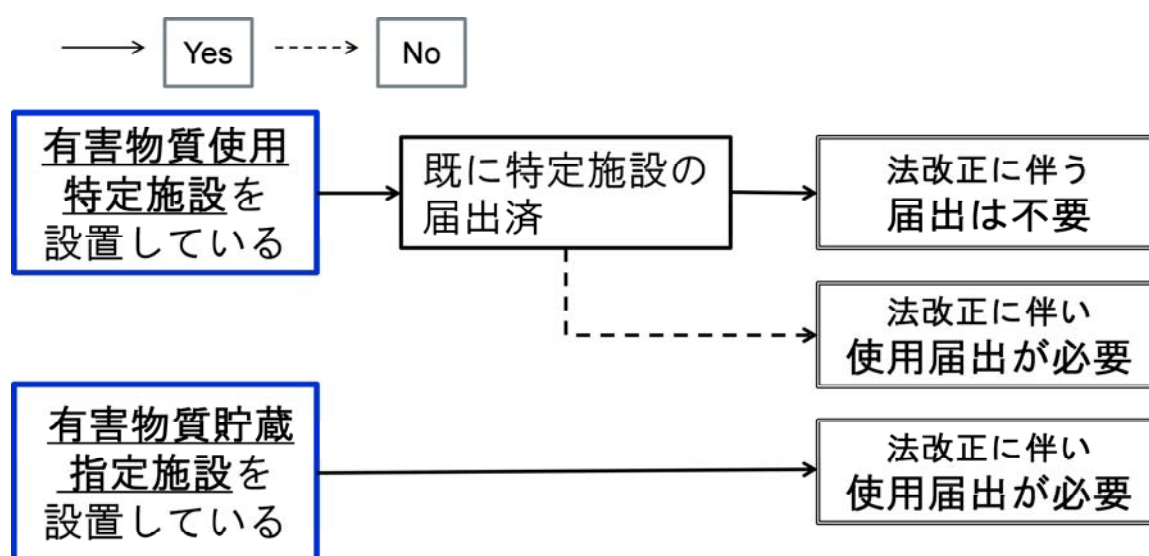 Yes
No
有害物質使用
特定施設を
設置している
既に特定施設の
届出済
法改正に伴う
届出は不要
法改正に伴い
使用届出が必要
有害物質貯蔵
指定施設を
設置している
法改正に伴い
使用届出が必要